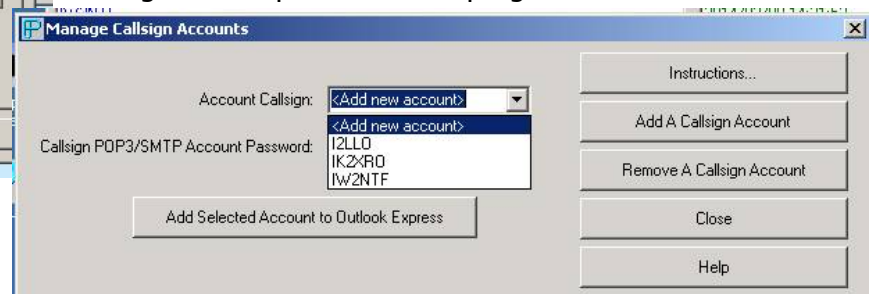 Manage Callsign Accounts
Account Callsign:
<Add new account>
<Add new account>
I2LLO
IK2XRO
IW2NTF
Callsign POP3/SMTP Account Password:
Add Selected Account to Outlook Express
Instructions...
Add A Callsign Account
Remove A Callsign Account
Close
Help